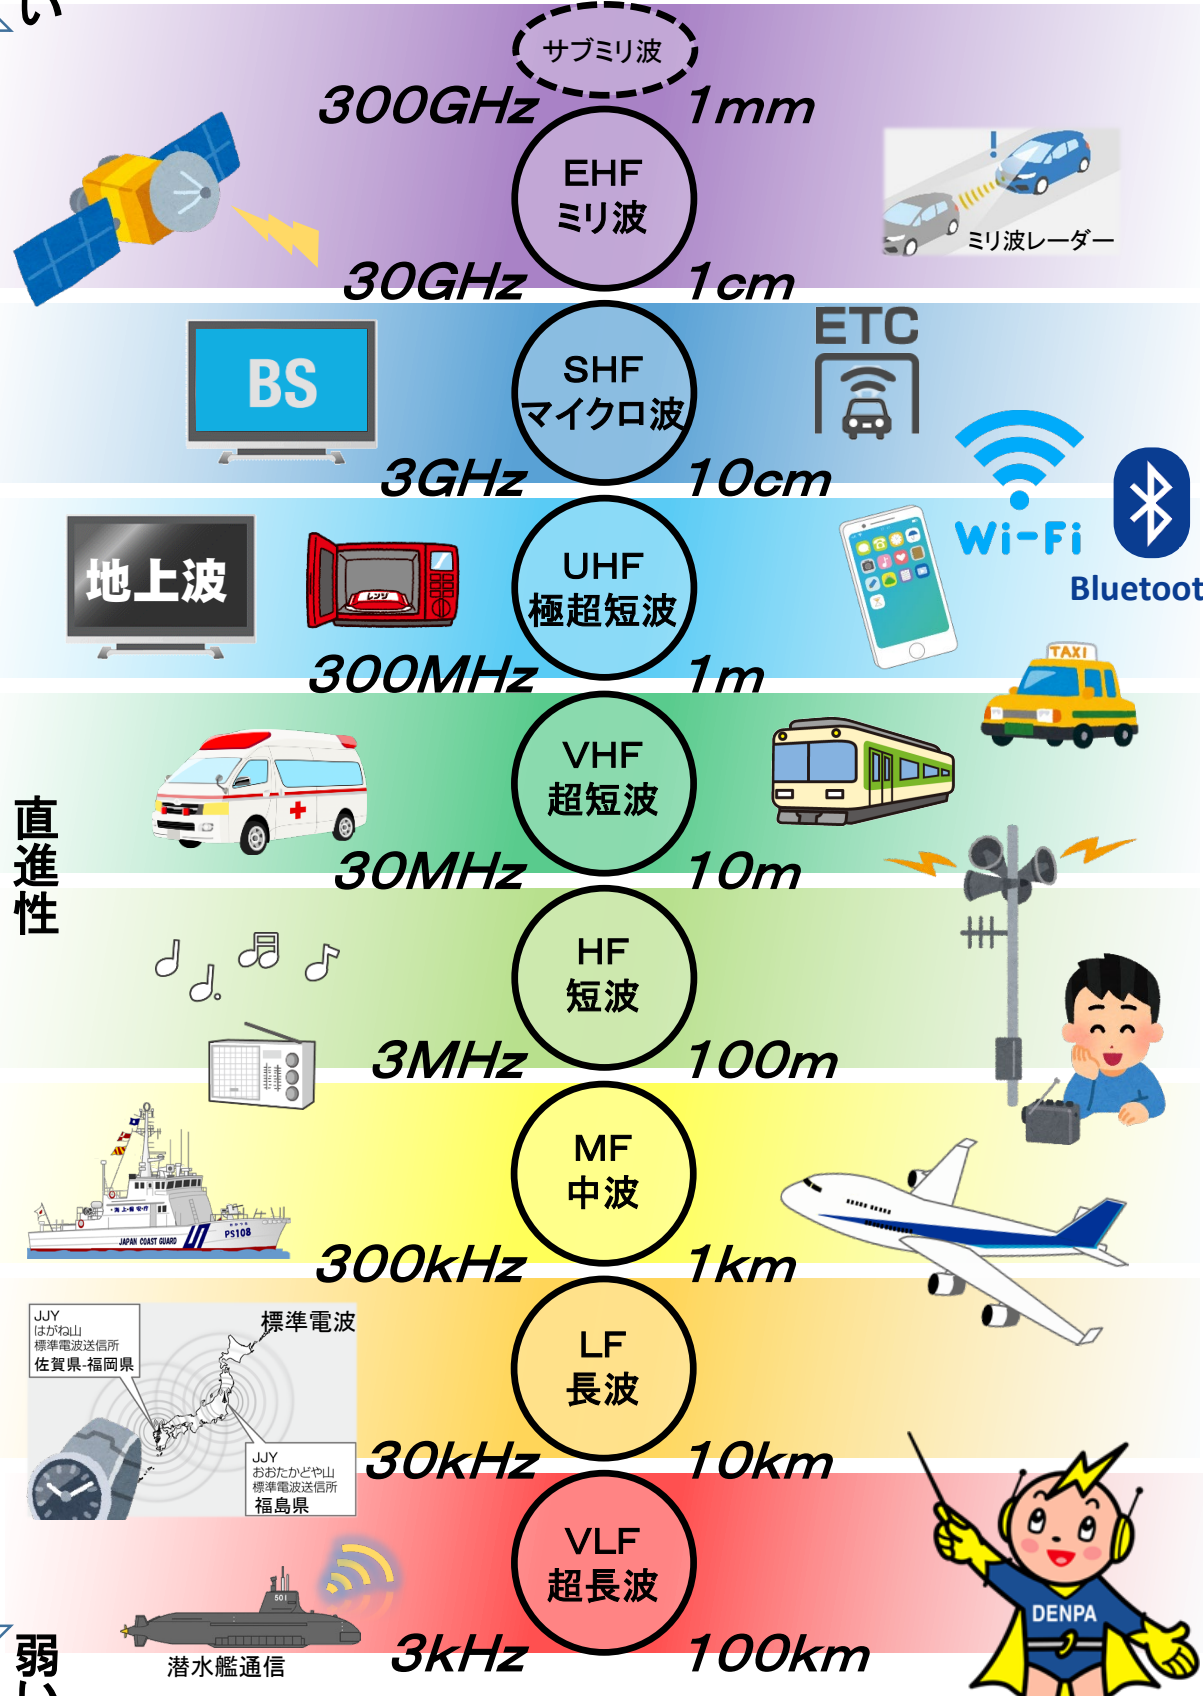 い
サブミリ波
300GHz 1mm
EHF
ミリ波
!
ミリ波レーダー
30GHz 1cm
BS
SHF
マイクロ波
ETC
3GHz 10cm
Wi-Fi
Bluetoot
地上波
レンジ
UHF
極超短波
300MHz 1m
TAXI
VHF
超短波
直進性
30MHz 10m
HF
短波
3MHz 100m
MF
中波
JAPAN COAST GUARD
PS108
300kHz 1km
JJY
はがね山
標準電波送信所
佐賀県-福岡県
標準電波
LF
長波
JJY
おおたかどや山
標準電波送信所
福島県
30kHz 10km
VLF
超長波
501
潜水艦通信
3kHz 100km
DENPA
弱い